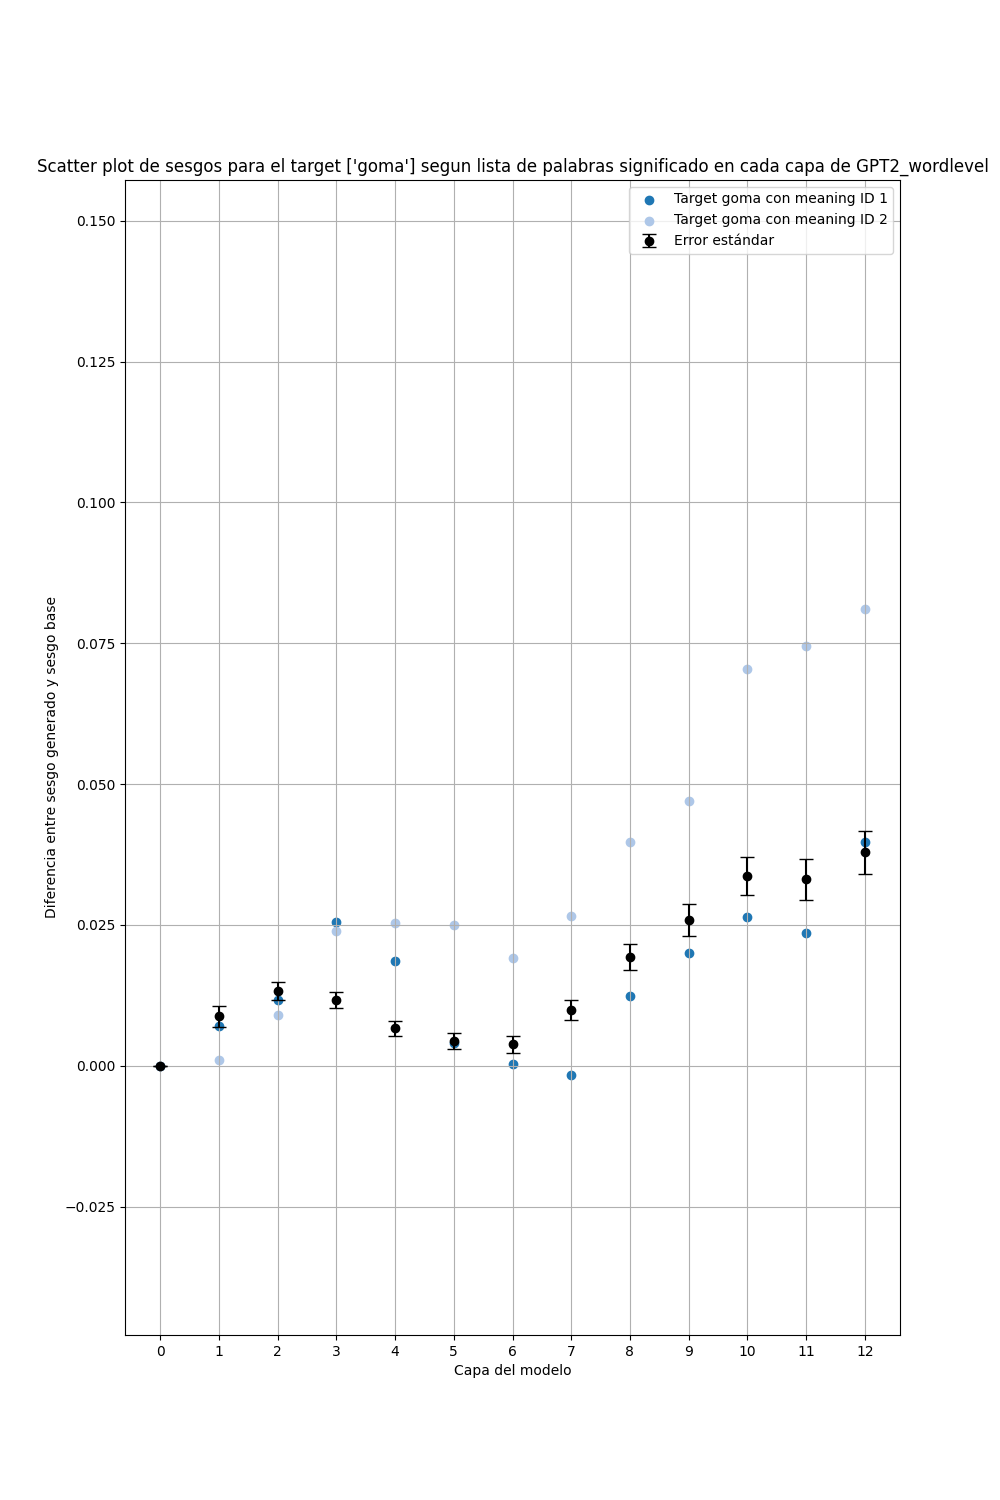 Scatter plot de sesgos para el target ['goma'] segun lista de palabras significado en cada capa de GPT2_wordlevel
Target goma con meaning ID 1
Target goma con meaning ID 2
Error estándar
0.150
0.125
0.100
0.075
0.050
0.025
0.000
−0.025
Diferencia entre sesgo generado y sesgo base
0 1 2 3 4 5 6 7 8 9 10 11 12
Capa del modelo